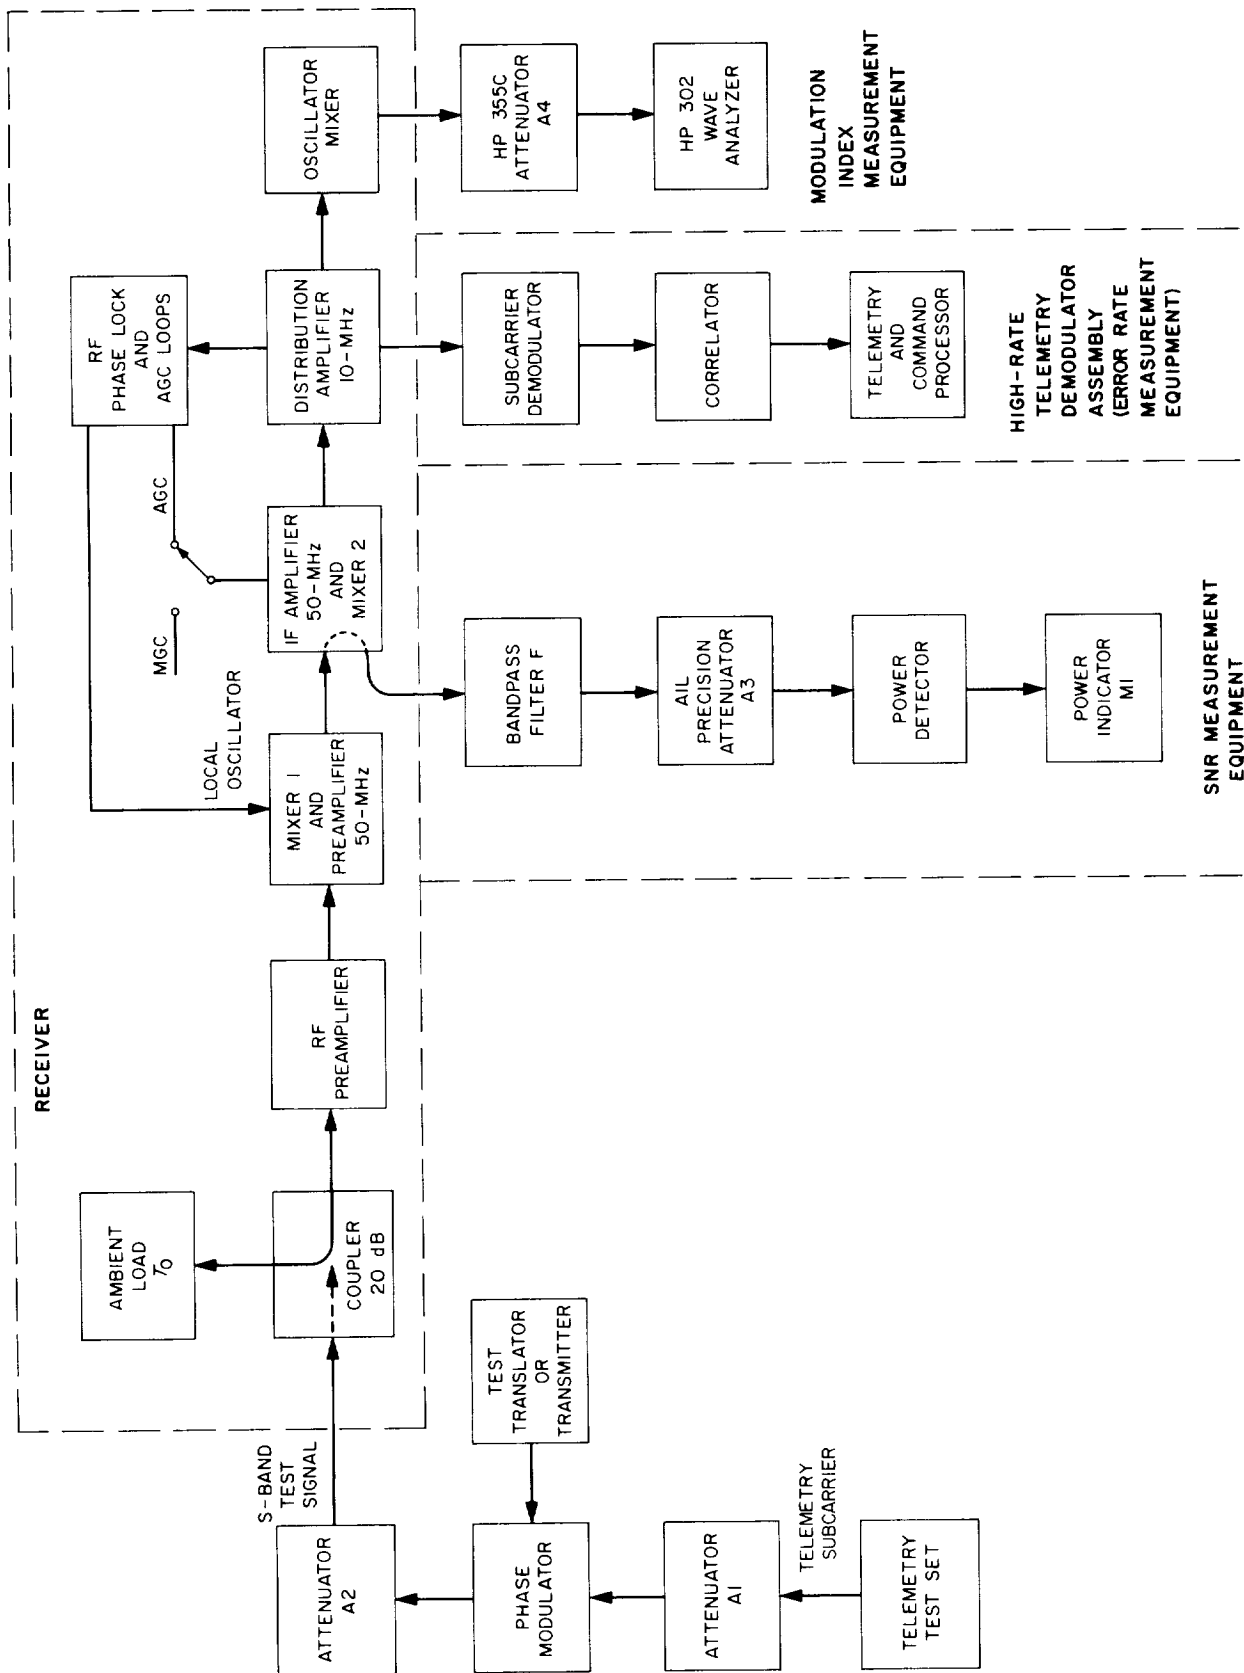 RECEIVER
AMBIENT
LOAD
T0
COUPLER
20 dB
RF
PREAMPLIFIER
MIXER 1
AND
PREAMPLIFIER
50-MHz
LOCAL
OSCILLATOR
MGC
AGC
IF AMPLIFIER
50-MHz
AND
MIXER 2
RF
PHASE LOCK
AND
AGC LOOPS
DISTRIBUTION
AMPLIFIER
10-MHz
OSCILLATOR
MIXER
S-BAND
TEST
SIGNAL
ATTENUATOR
A2
PHASE
MODULATOR
TEST
TRANSLATOR
OR
TRANSMITTER
ATTENUATOR
A1
TELEMETRY
SUBCARRIER
TELEMETRY
TEST SET
BANDPASS
FILTER F
AIL
PRECISION
ATTENUATOR
A3
POWER
DETECTOR
POWER
INDICATOR
M1
SNR MEASUREMENT
EQUIPMENT
SUBCARRIER
DEMODULATOR
CORRELATOR
TELEMETRY
AND
COMMAND
PROCESSOR
HIGH-RATE
TELEMETRY
DEMODULATOR
ASSEMBLY
(ERROR RATE
MEASUREMENT
EQUIPMENT)
HP 355C
ATTENUATOR
A4
HP 302
WAVE
ANALYZER
MODULATION
INDEX
MEASUREMENT
EQUIPMENT